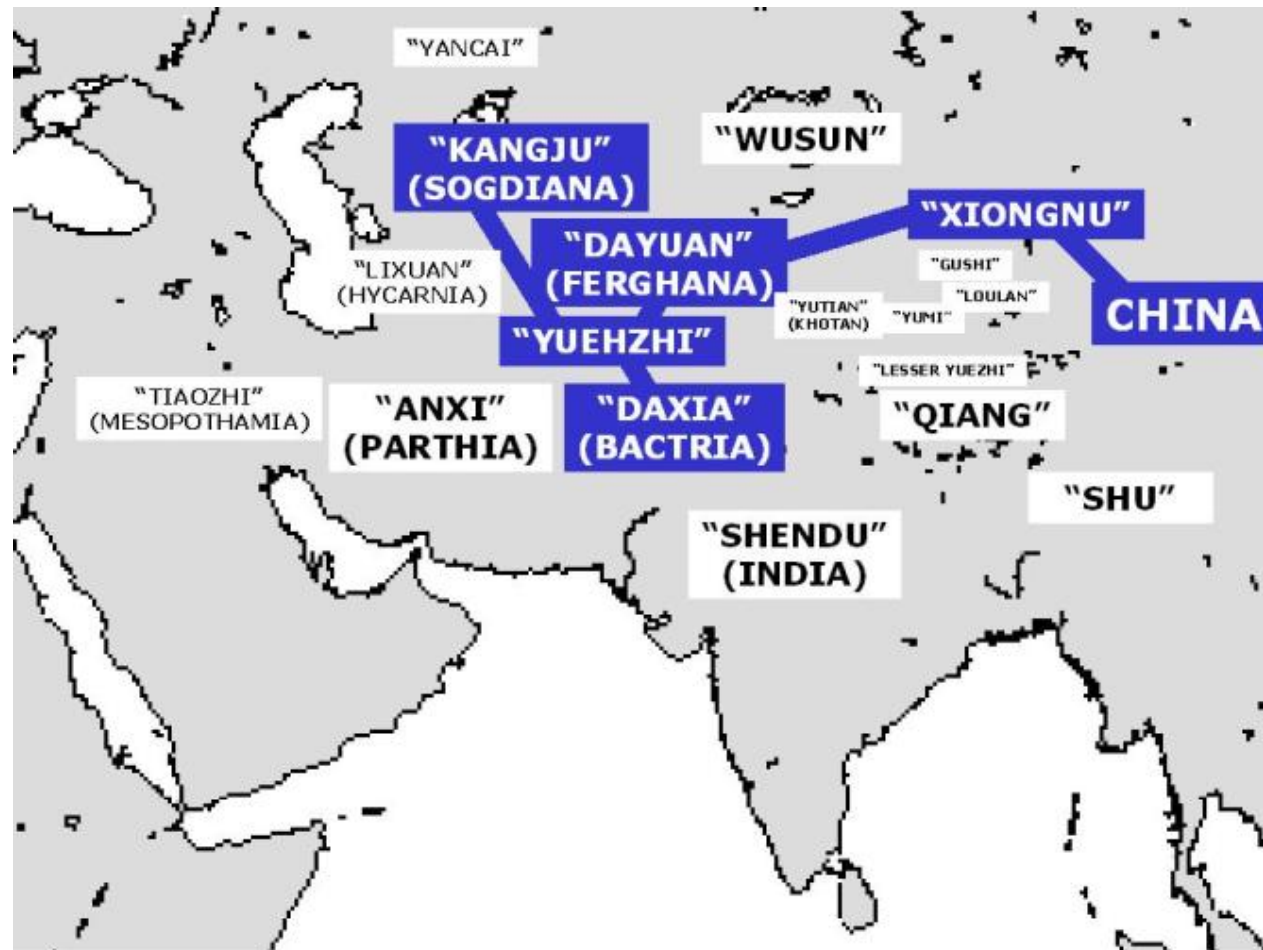 “YANCAI”
“WUSUN”
“KANGJU”
(SOGDIANA)
“XIONGNU”
“DAYUAN”
(FERGHANA)
“LIXUAN”
(HYCARNIA)
“GUSHI”
“LOULAN”
“YUTIAN”
(KHOTAN)
“YUMI”
CHINA
“YUEHZHI”
“LESSER YUEZHI”
“TIAOZHI”
(MESOPOTHAMIA)
“ANXI”
(PARTHIA)
“DAXIA”
(BACTRIA)
“QIANG”
“SHU”
“SHENDU”
(INDIA)